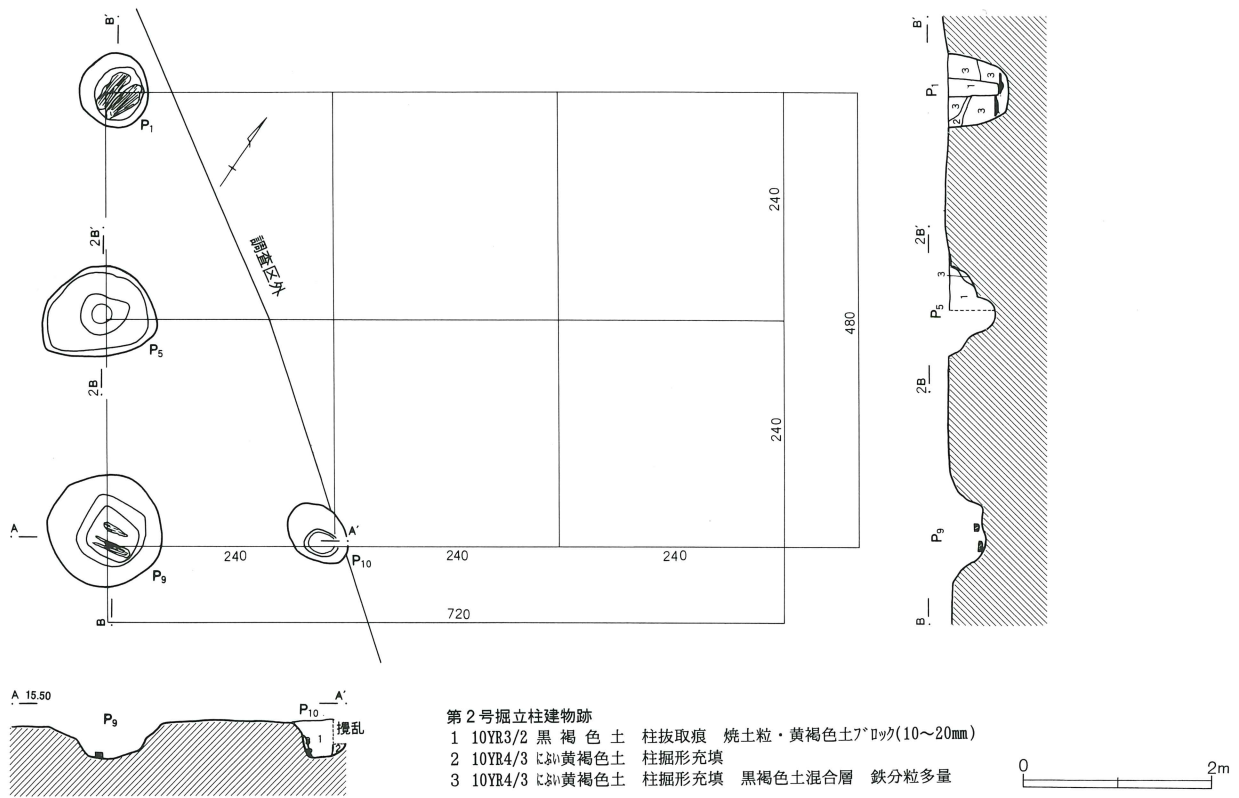 B′
B′
P₁
P₁
3
3
1
3
3
2
240
2B′
2B′
調査区外
3
1
P₅
P₅
480
2B
2B
240
A
A′
P₉
P₉
P₁₀
240
240
240
B
B
720
A 15.50
A′
P₉
P₁₀
1
2
攪乱
第2号掘立柱建物跡
1 10YR3/2 黒褐色土 柱抜取痕 焼土粒・黄褐色土ブロック(10〜20mm)
2 10YR4/3 にぶい黄褐色土 柱掘形充填
3 10YR4/3 にぶい黄褐色土 柱掘形充填 黒褐色土混合層 鉄分粒多量
0
2m